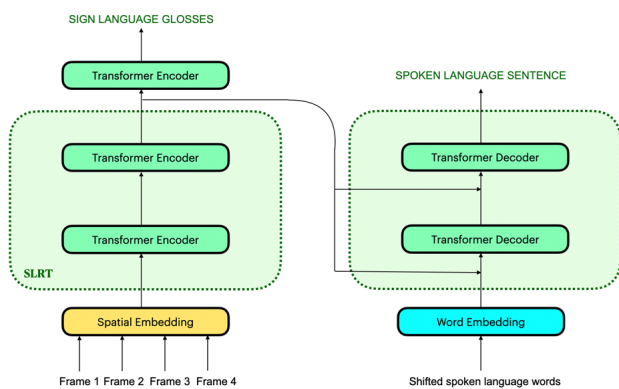 SIGN LANGUAGE GLOSSES
Transformer Encoder
Transformer Encoder
Transformer Encoder
SLRT
Spatial Embedding
Frame 1 Frame 2 Frame 3 Frame 4
SPOKEN LANGUAGE SENTENCE
Transformer Decoder
Transformer Decoder
Word Embedding
Shifted spoken language words